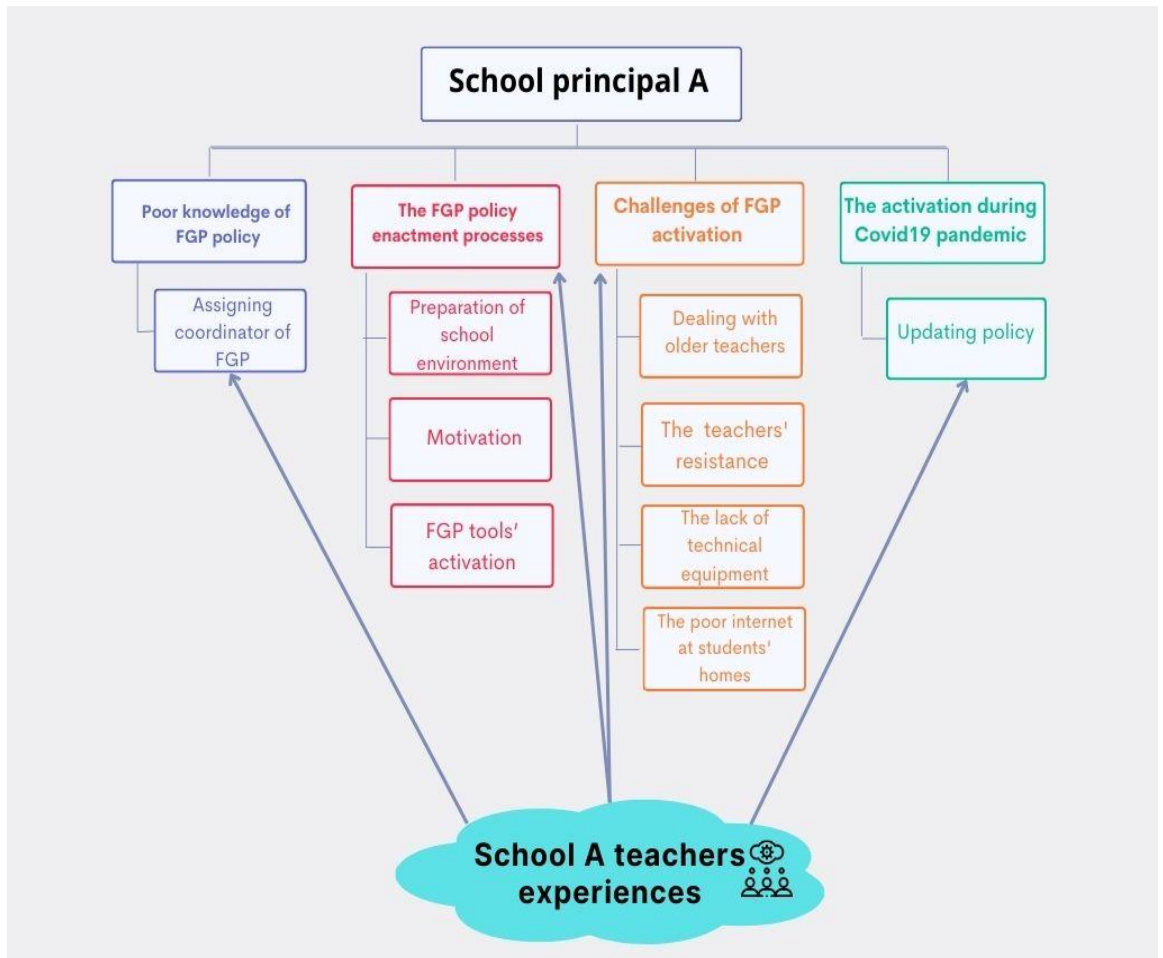 School principal A
Poor knowledge of
FGP policy
Assigning
coordinator of
FGP
The FGP policy
enactment processes
Preparation of
school
environment
Motivation
FGP tools'
activation
Challenges of FGP
activation
Dealing with
older teachers
The teachers'
resistance
The lack of
technical
equipment
The poor internet
at students'
homes
The activation during
Covid19 pandemic
Updating policy
School A teachers
experiences